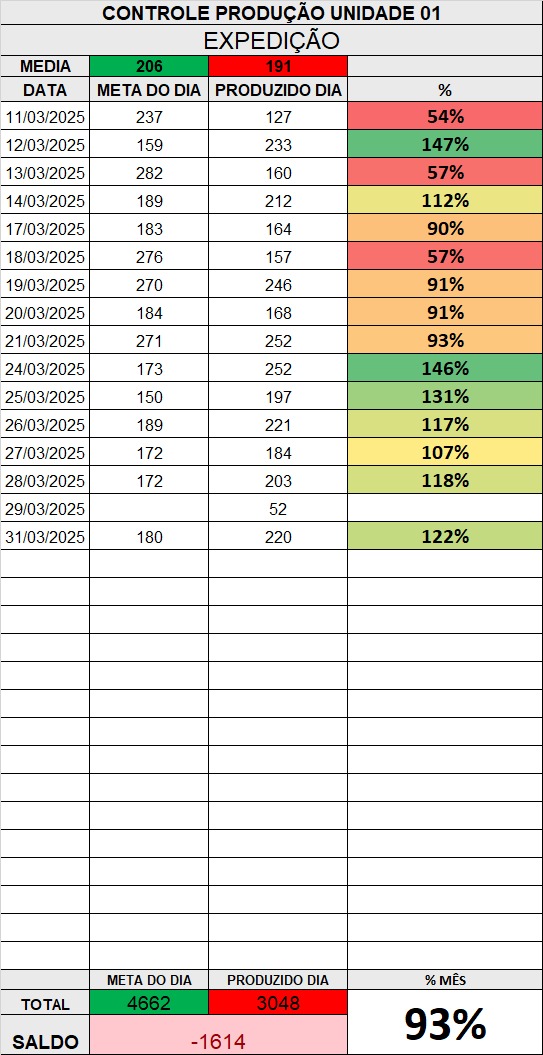 CONTROLE PRODUÇÃO UNIDADE 01
EXPEDIÇÃO
MEDIA 206 191
DATA META DO DIA PRODUZIDO DIA %
11/03/2025 237 127 54%
12/03/2025 159 233 147%
13/03/2025 282 160 57%
14/03/2025 189 212 112%
17/03/2025 183 164 90%
18/03/2025 276 157 57%
19/03/2025 270 246 91%
20/03/2025 184 168 91%
21/03/2025 271 252 93%
24/03/2025 173 252 146%
25/03/2025 150 197 131%
26/03/2025 189 221 117%
27/03/2025 172 184 107%
28/03/2025 172 203 118%
29/03/2025 52
31/03/2025 180 220 122%
META DO DIA PRODUZIDO DIA % MÊS
TOTAL 4662 3048 93%
SALDO -1614